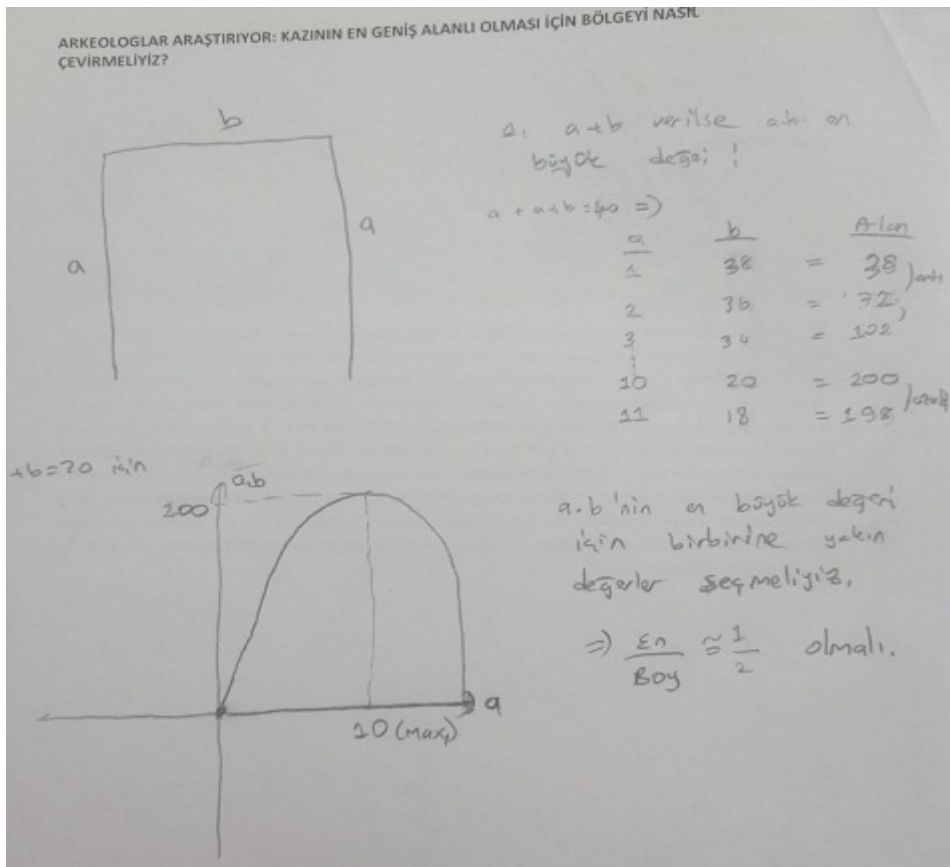 ARKEOLOGLAR ARAŞTIRIYOR: KAZININ EN GENİŞ ALANLI OLMASI İÇİN BÖLGEYİ NASIL
ÇEVİRMELİYİZ?
b
a
a
a+b verilse a.b. en
büyük değei !
a + a+b=40 =>
a b Alan
1 38 = 38
2 36 = 72
3 34 = 102
10 20 = 200
11 18 = 198
+b=20 için
a.b
200
a
10 (max)
a.b'nin en büyük değeri
için birbirine yakın
değerler seçmeliyiz.
=> En/Boy ≅ 1/2 olmalı.